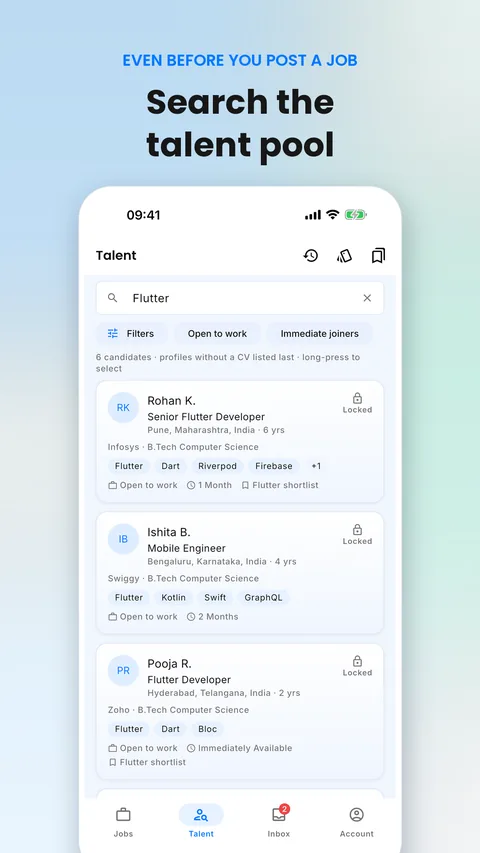 EVEN BEFORE YOU POST A JOB
Search the
talent pool
09:41
Talent
Flutter
Filters
Open to work
Immediate joiners
6 candidates · profiles without a CV listed last · long-press to
select
RK
Rohan K.
Senior Flutter Developer
Pune, Maharashtra, India · 6 yrs
Locked
Infosys · B.Tech Computer Science
Flutter Dart Riverpod Firebase +1
Open to work 1 Month Flutter shortlist
IB
Ishita B.
Mobile Engineer
Bengaluru, Karnataka, India · 4 yrs
Locked
Swiggy · B.Tech Computer Science
Flutter Kotlin Swift GraphQL
Open to work 2 Months
PR
Pooja R.
Flutter Developer
Hyderabad, Telangana, India · 2 yrs
Locked
Zoho · B.Tech Computer Science
Flutter Dart Bloc
Open to work Immediately Available
Flutter shortlist
2
Jobs Talent Inbox Account